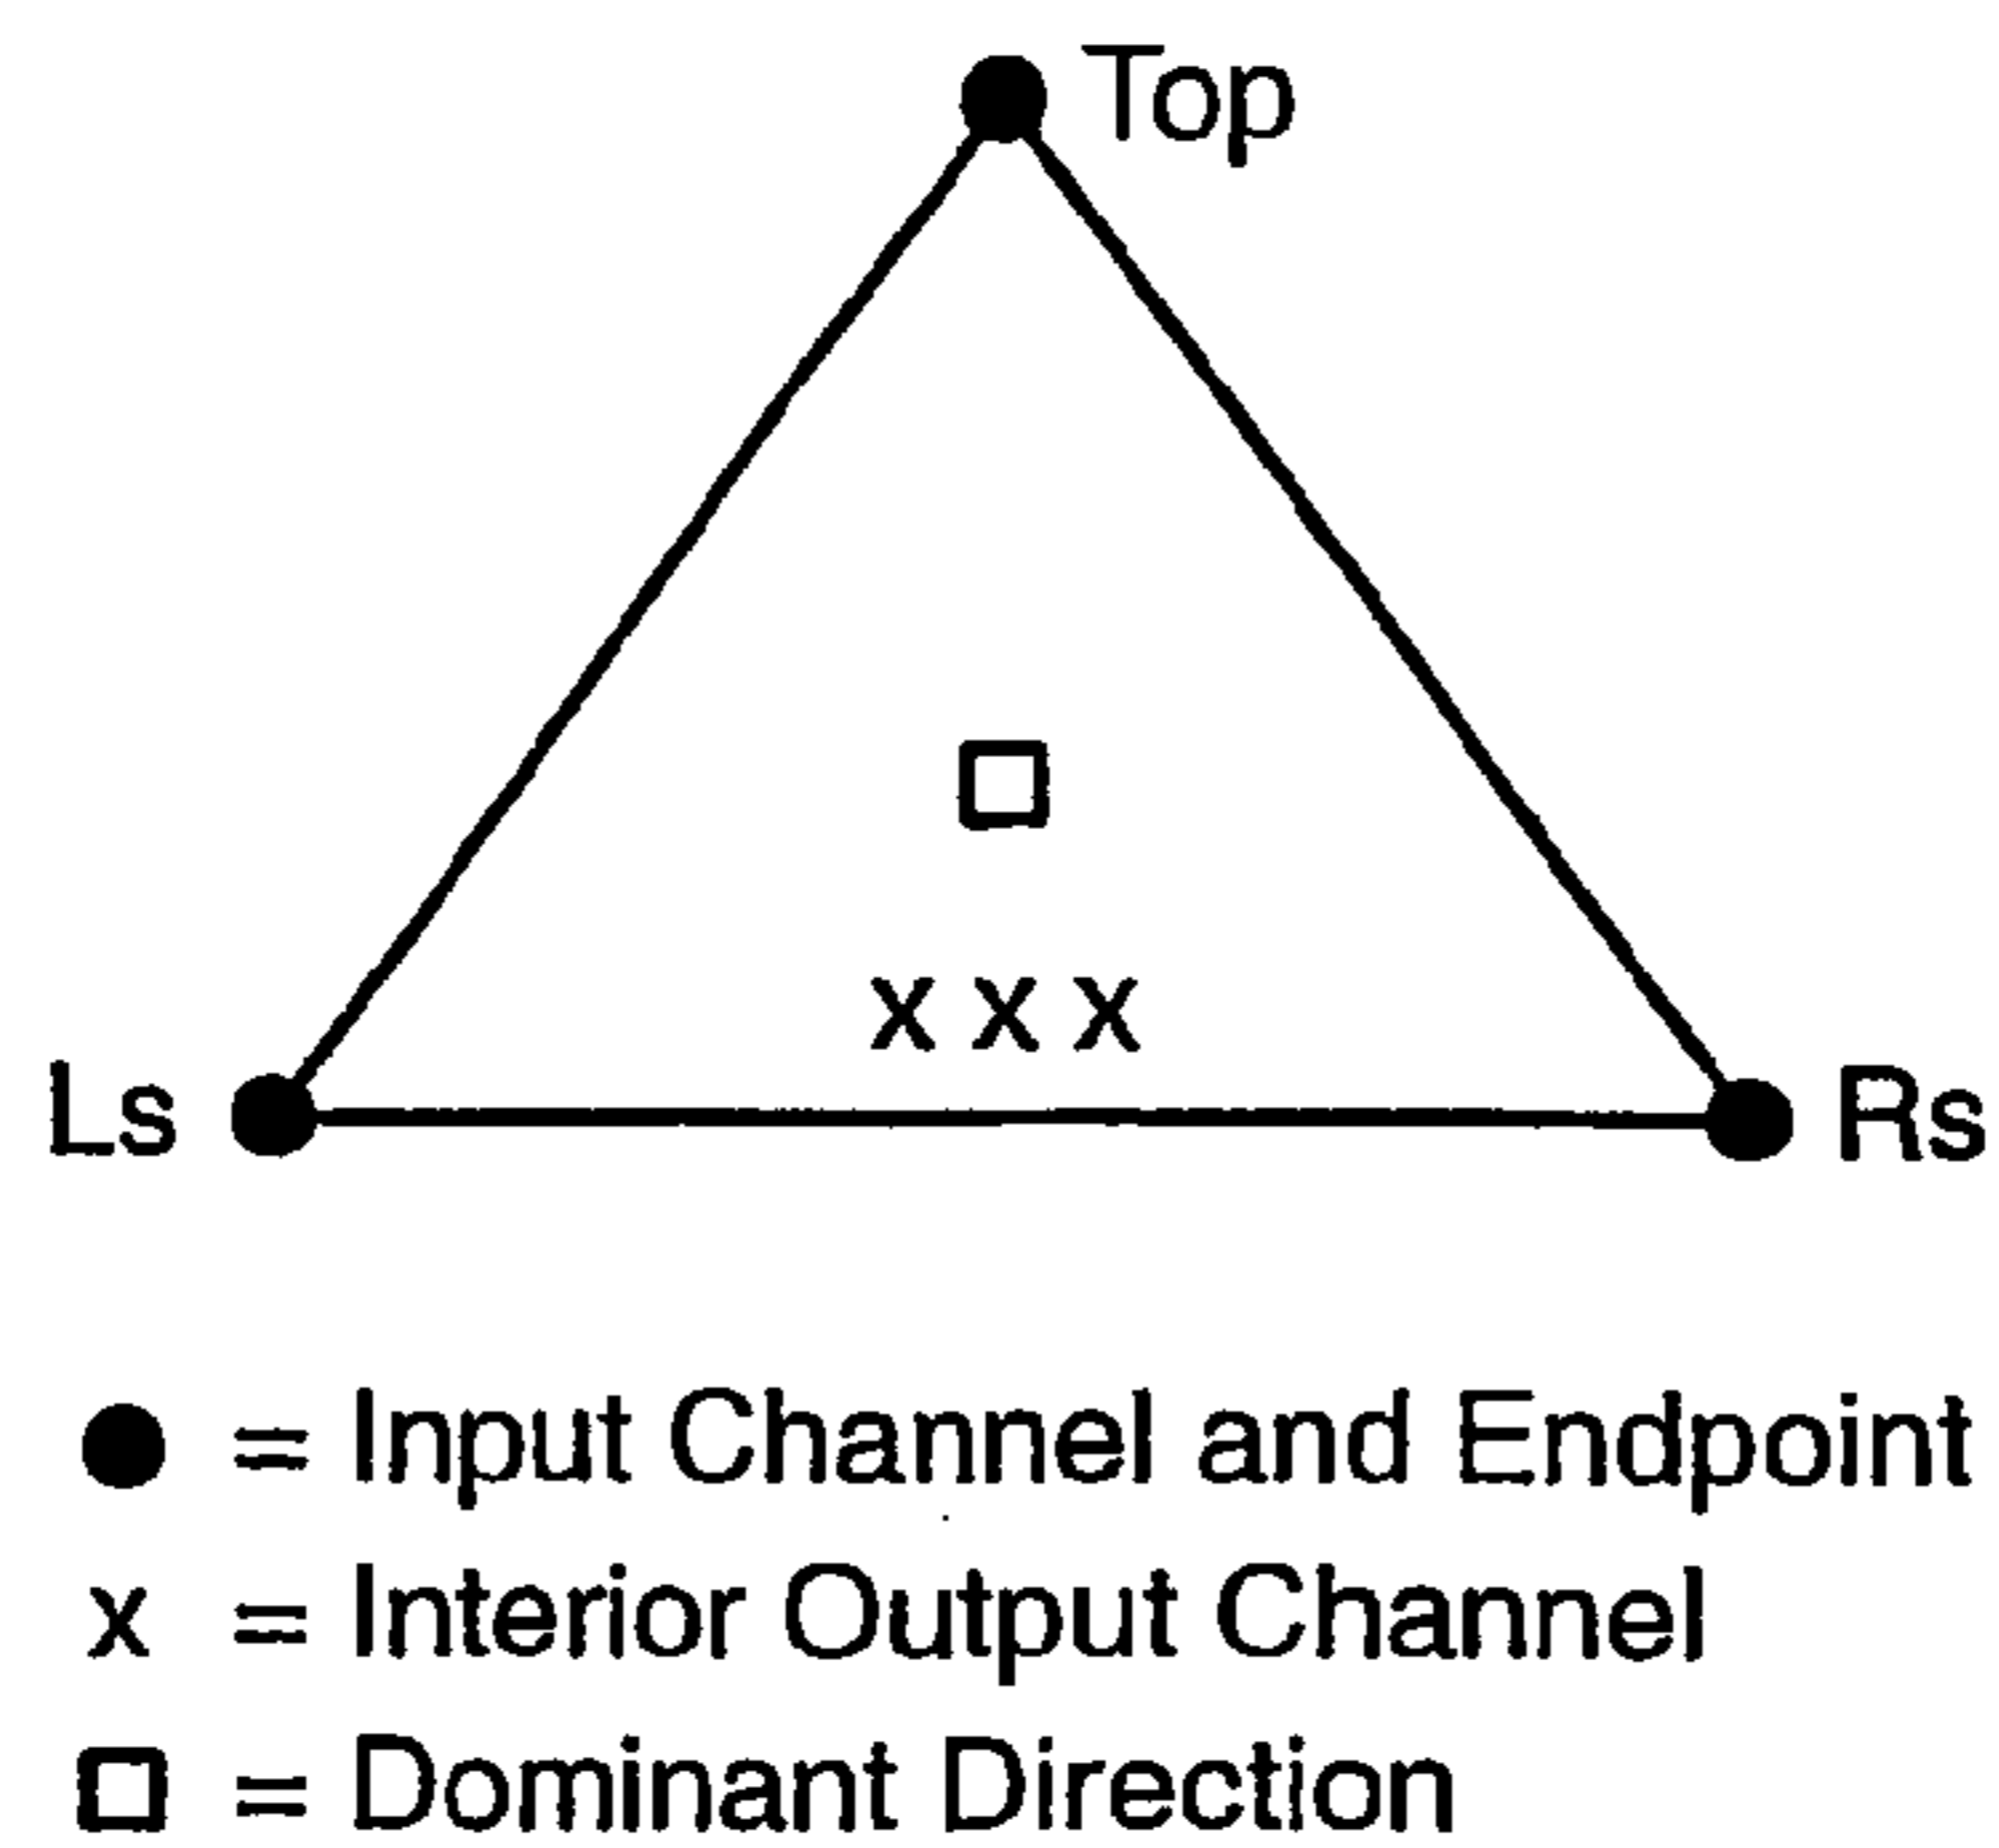 Top
x x x
Ls
Rs
= Input Channel and Endpoint
x = Interior Output Channel
= Dominant Direction